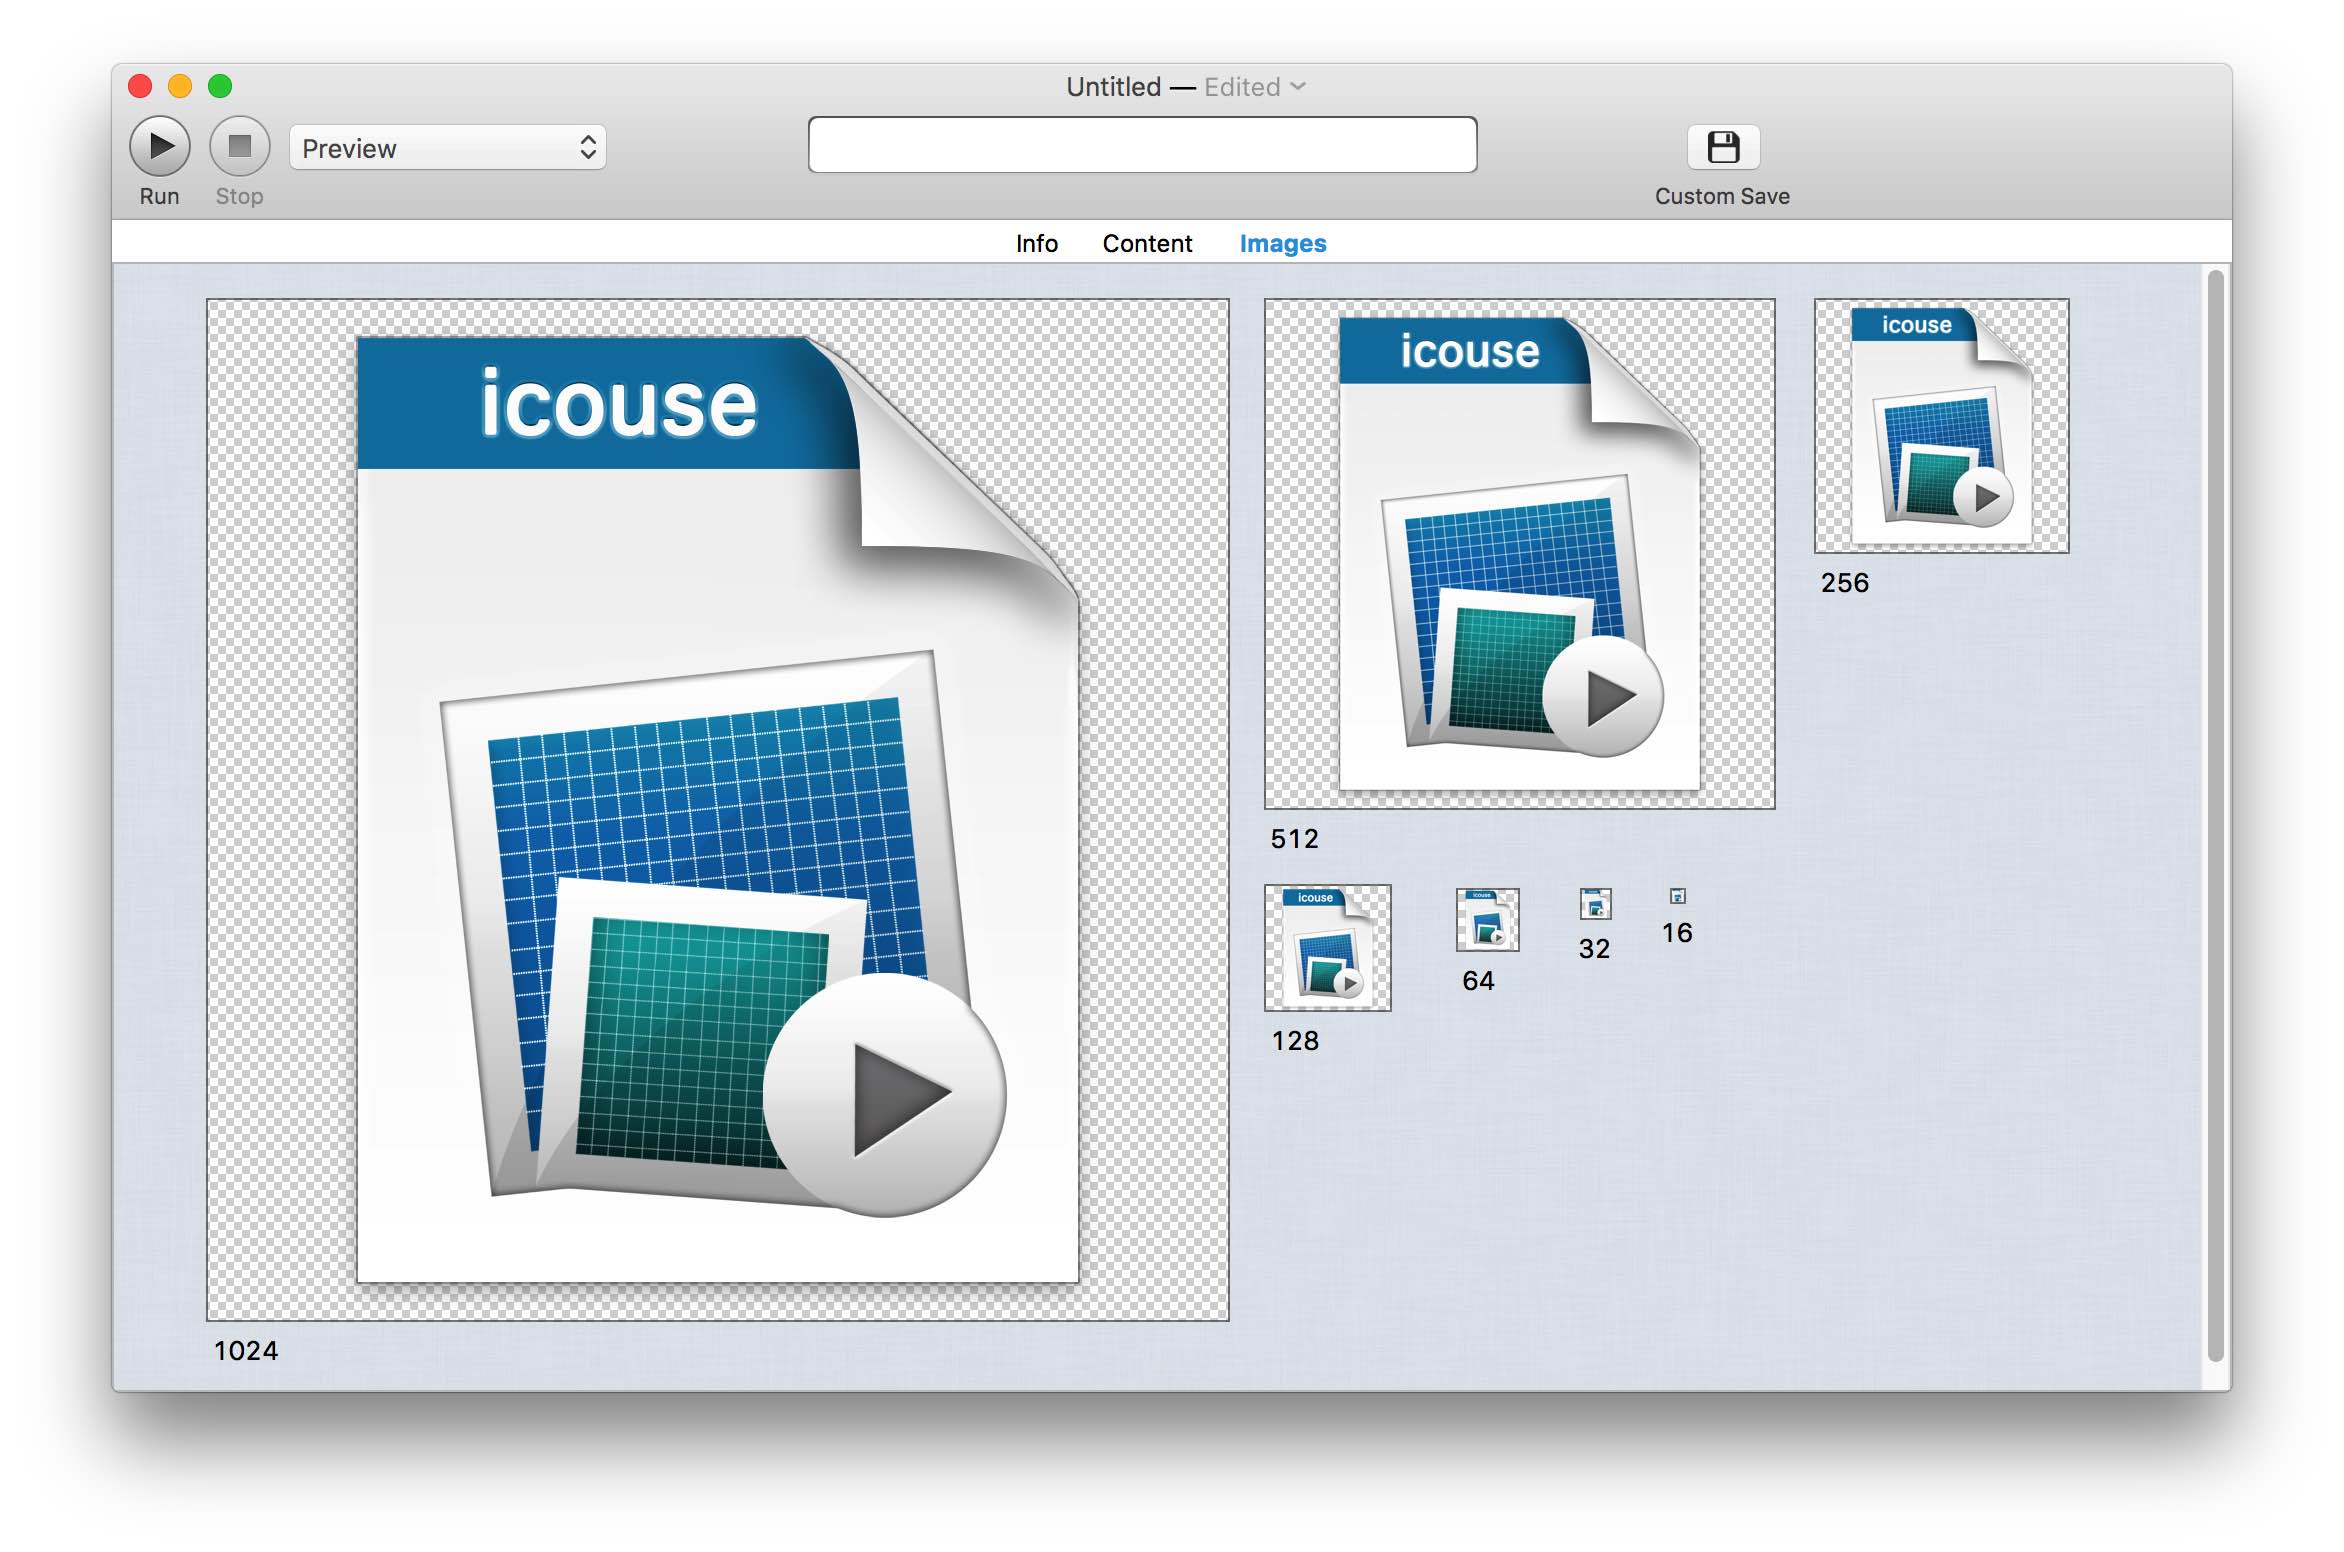 Untitled — Edited
Preview
Run
Stop
Custom Save
Info
Content
Images
icouse
1024
icouse
512
icouse
256
icouse
128
icouse
64
32
16